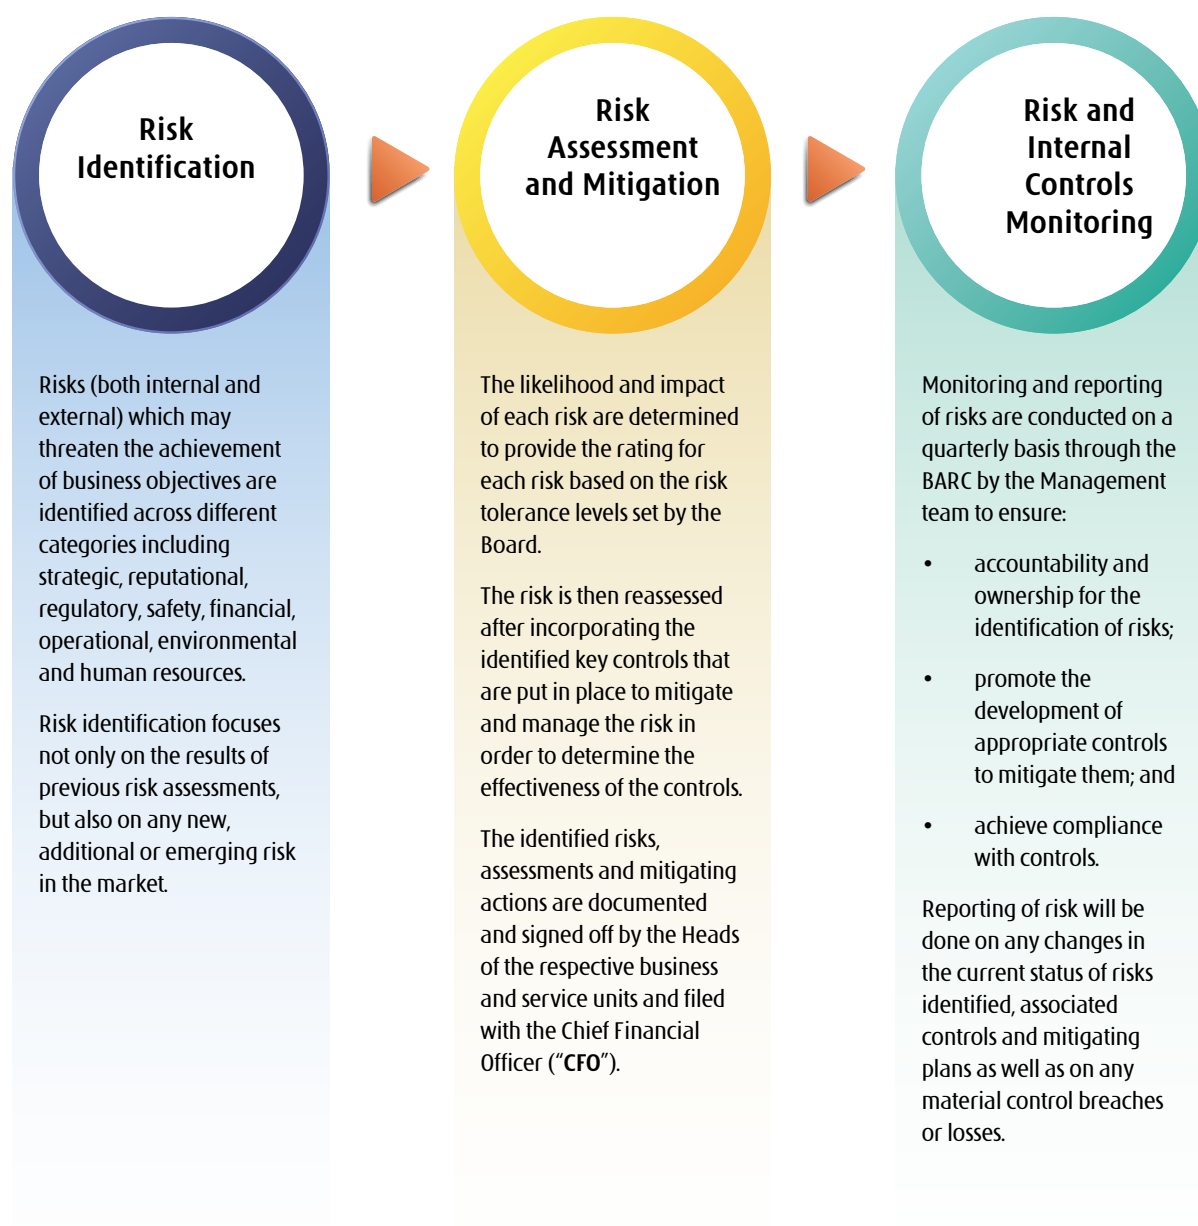 Risk
Identification
Risks (both internal and
external) which may
threaten the achievement
of business objectives are
identified across different
categories including
strategic, reputational,
regulatory, safety, financial,
operational, environmental
and human resources.
Risk identification focuses
not only on the results of
previous risk assessments,
but also on any new,
additional or emerging risk
in the market.
Risk
Assessment
and Mitigation
The likelihood and impact
of each risk are determined
to provide the rating for
each risk based on the risk
tolerance levels set by the
Board.
The risk is then reassessed
after incorporating the
identified key controls that
are put in place to mitigate
and manage the risk in
order to determine the
effectiveness of the controls.
The identified risks,
assessments and mitigating
actions are documented
and signed off by the Heads
of the respective business
and service units and filed
with the Chief Financial
Officer (“CFO”).
Risk and
Internal
Controls
Monitoring
Monitoring and reporting
of risks are conducted on a
quarterly basis through the
BARC by the Management
team to ensure:
• accountability and
ownership for the
identification of risks;
• promote the
development of
appropriate controls
to mitigate them; and
• achieve compliance
with controls.
Reporting of risk will be
done on any changes in
the current status of risks
identified, associated
controls and mitigating
plans as well as on any
material control breaches
or losses.